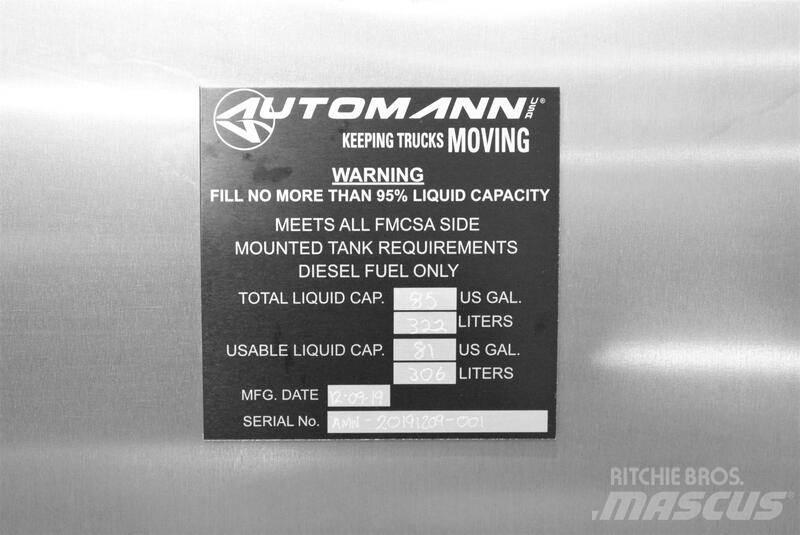 AUTOMANN USA®
KEEPING TRUCKS MOVING
WARNING
FILL NO MORE THAN 95% LIQUID CAPACITY
MEETS ALL FMCSA SIDE
MOUNTED TANK REQUIREMENTS
DIESEL FUEL ONLY
TOTAL LIQUID CAP. 85 US GAL.
322 LITERS
USABLE LIQUID CAP. 81 US GAL.
306 LITERS
MFG. DATE 12-09-19
SERIAL No. AMN-20191209-001
RITCHIE BROS.
MASCUS